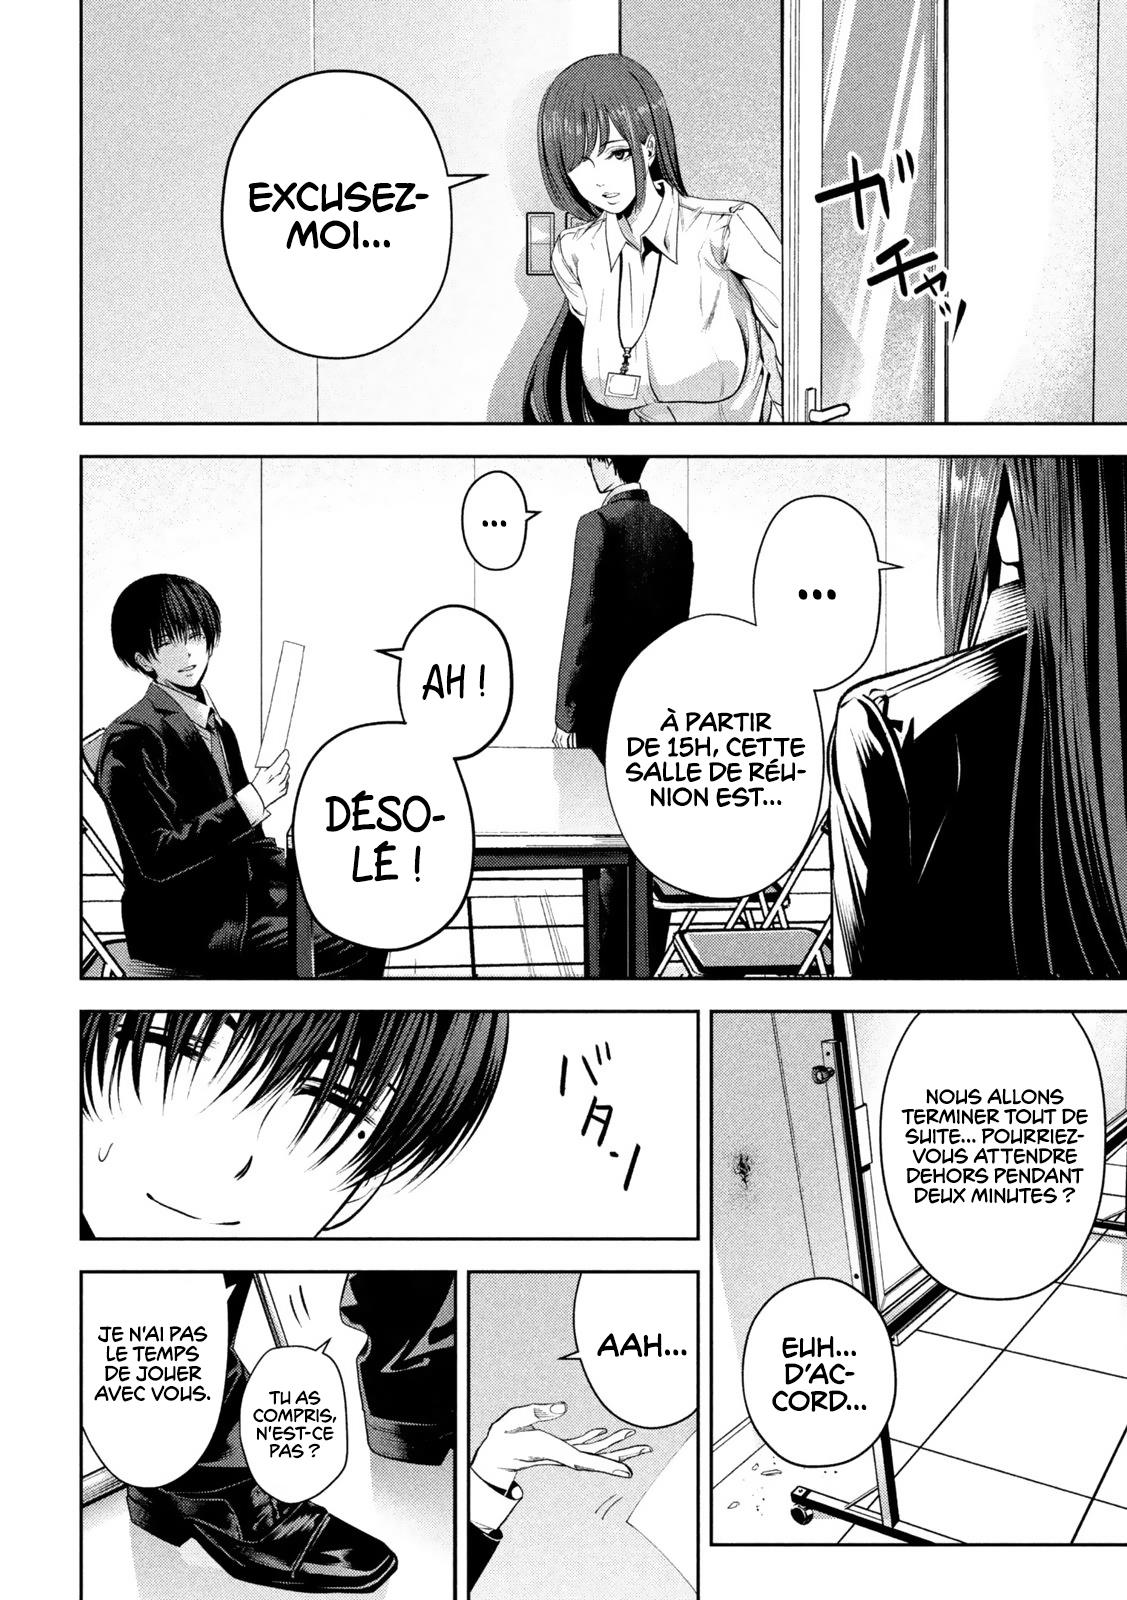 EXCUSEZ-
MOI...
ガチャッ
...
À PARTIR
DE 15H, CETTE
SALLE DE RÉU-
NION EST...
...
AH !
DÉSO-
LÉ !
NOUS ALLONS
TERMINER TOUT DE
SUITE... POURRIEZ-
VOUS ATTENDRE
DEHORS PENDANT
DEUX MINUTES ?
EUH...
D'AC-
CORD...
バタン
AAH...
JE N'AI PAS
LE TEMPS
DE JOUER
AVEC VOUS.
TU AS
COMPRIS,
N'EST-CE
PAS ?